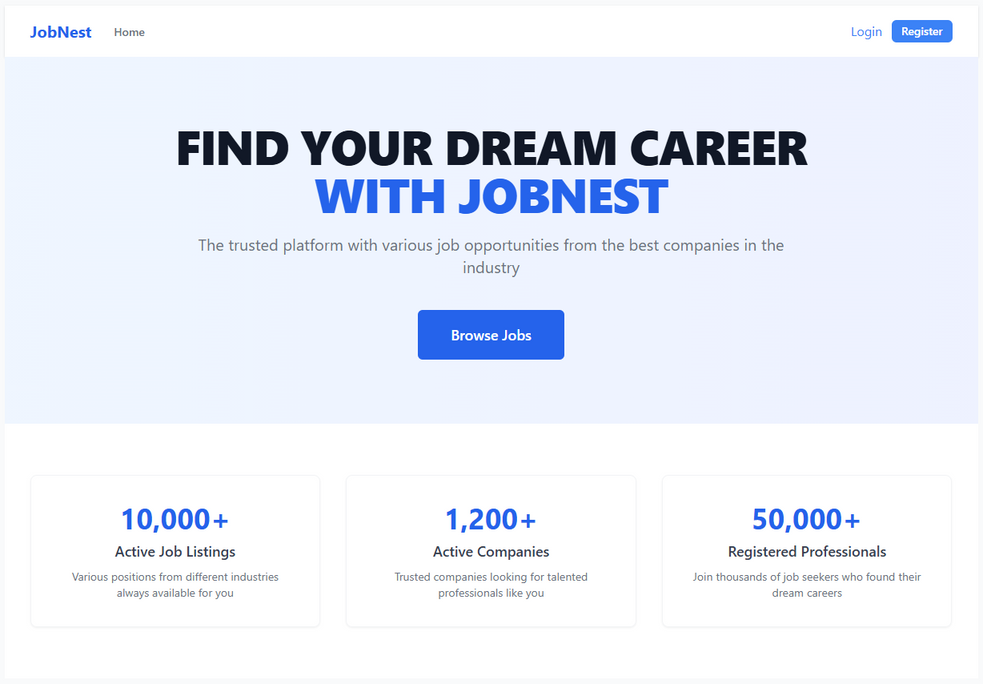 JobNest
Home
Login
Register
FIND YOUR DREAM CAREER
WITH JOBNEST
The trusted platform with various job opportunities from the best companies in the
industry
Browse Jobs
10,000+
Active Job Listings
Various positions from different industries
always available for you
1,200+
Active Companies
Trusted companies looking for talented
professionals like you
50,000+
Registered Professionals
Join thousands of job seekers who found their
dream careers